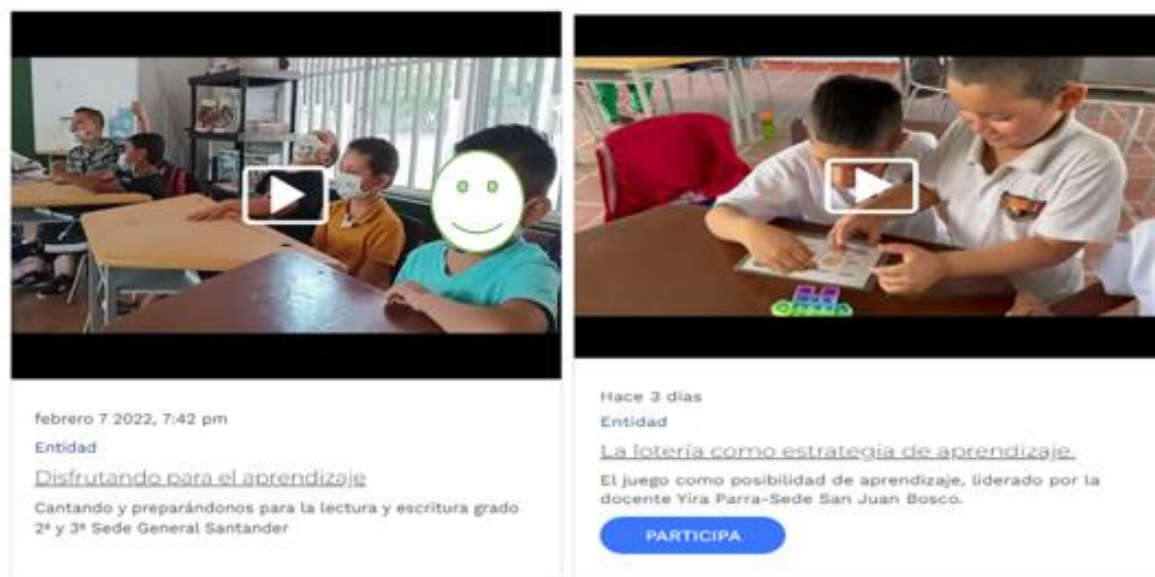 febrero 7 2022, 7:42 pm
Entidad
Disfrutando para el aprendizaje
Cantando y preparándonos para la lectura y escritura grado
2ª y 3ª Sede General Santander
Hace 3 días
Entidad
La lotería como estrategia de aprendizaje.
El juego como posibilidad de aprendizaje, liderado por la
docente Yira Parra-Sede San Juan Bosco.
PARTICIPA